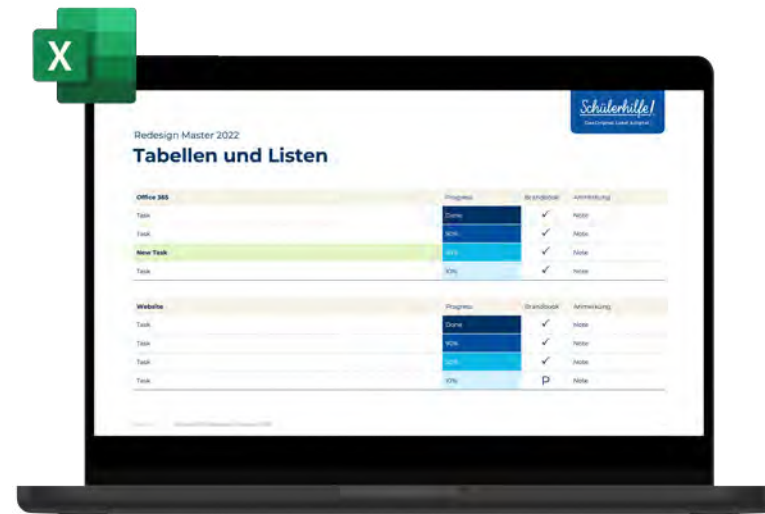 X
Schülerhilfe!
Redesign Master 2022
Tabellen und Listen
Office 365 Progress Brandbook Anmerkung
Task Done ✓ Note
Task 90% ✓ Note
New Task 50% ✓ Note
Task 10% ✓ Note
Website Progress Brandbook Anmerkung
Task Done ✓ Note
Task 90% ✓ Note
Task 50% ✓ Note
Task 10% P Note